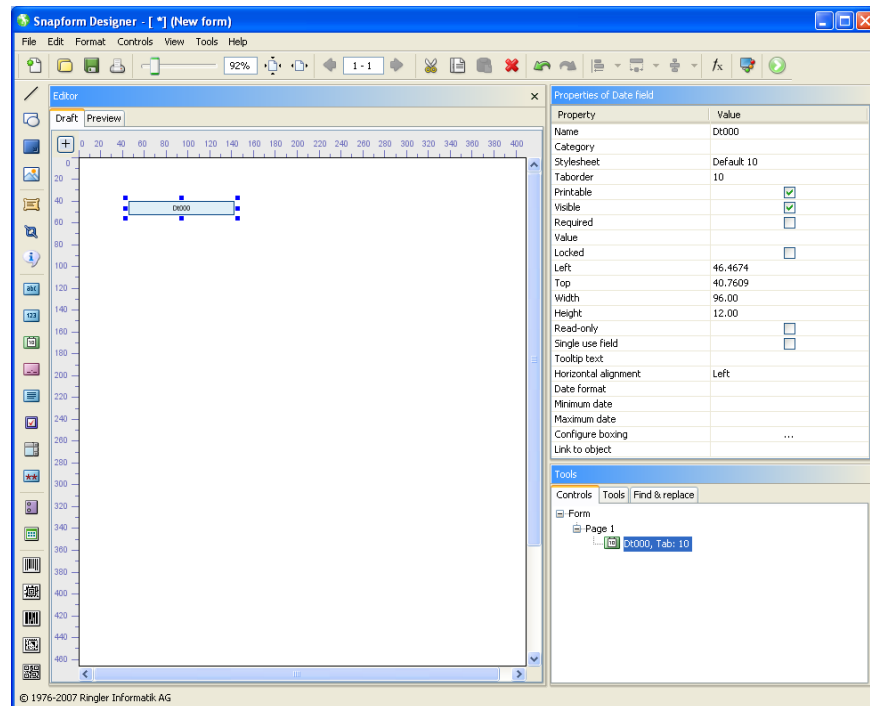 Snapform Designer - [ *] (New form)
File Edit Format Controls View Tools Help
92% 1 - 1 fx
Editor
Draft Preview
0 20 40 60 80 100 120 140 160 180 200 220 240 260 280 300 320 340 360 380 400
0
20
40
60
80
100
120
140
160
180
200
220
240
260
280
300
320
340
360
380
400
420
440
460
Dt000
abc
123
10
Properties of Date field
Property Value
Name Dt000
Category
Stylesheet Default 10
Taborder 10
Printable
Visible
Required
Value
Locked
Left 46.4674
Top 40.7609
Width 96.00
Height 12.00
Read-only
Single use field
Tooltip text
Horizontal alignment Left
Date format
Minimum date
Maximum date
Configure boxing ...
Link to object
Tools
Controls Tools Find & replace
Form
Page 1
10 Dt000, Tab: 10
© 1976-2007 Ringler Informatik AG